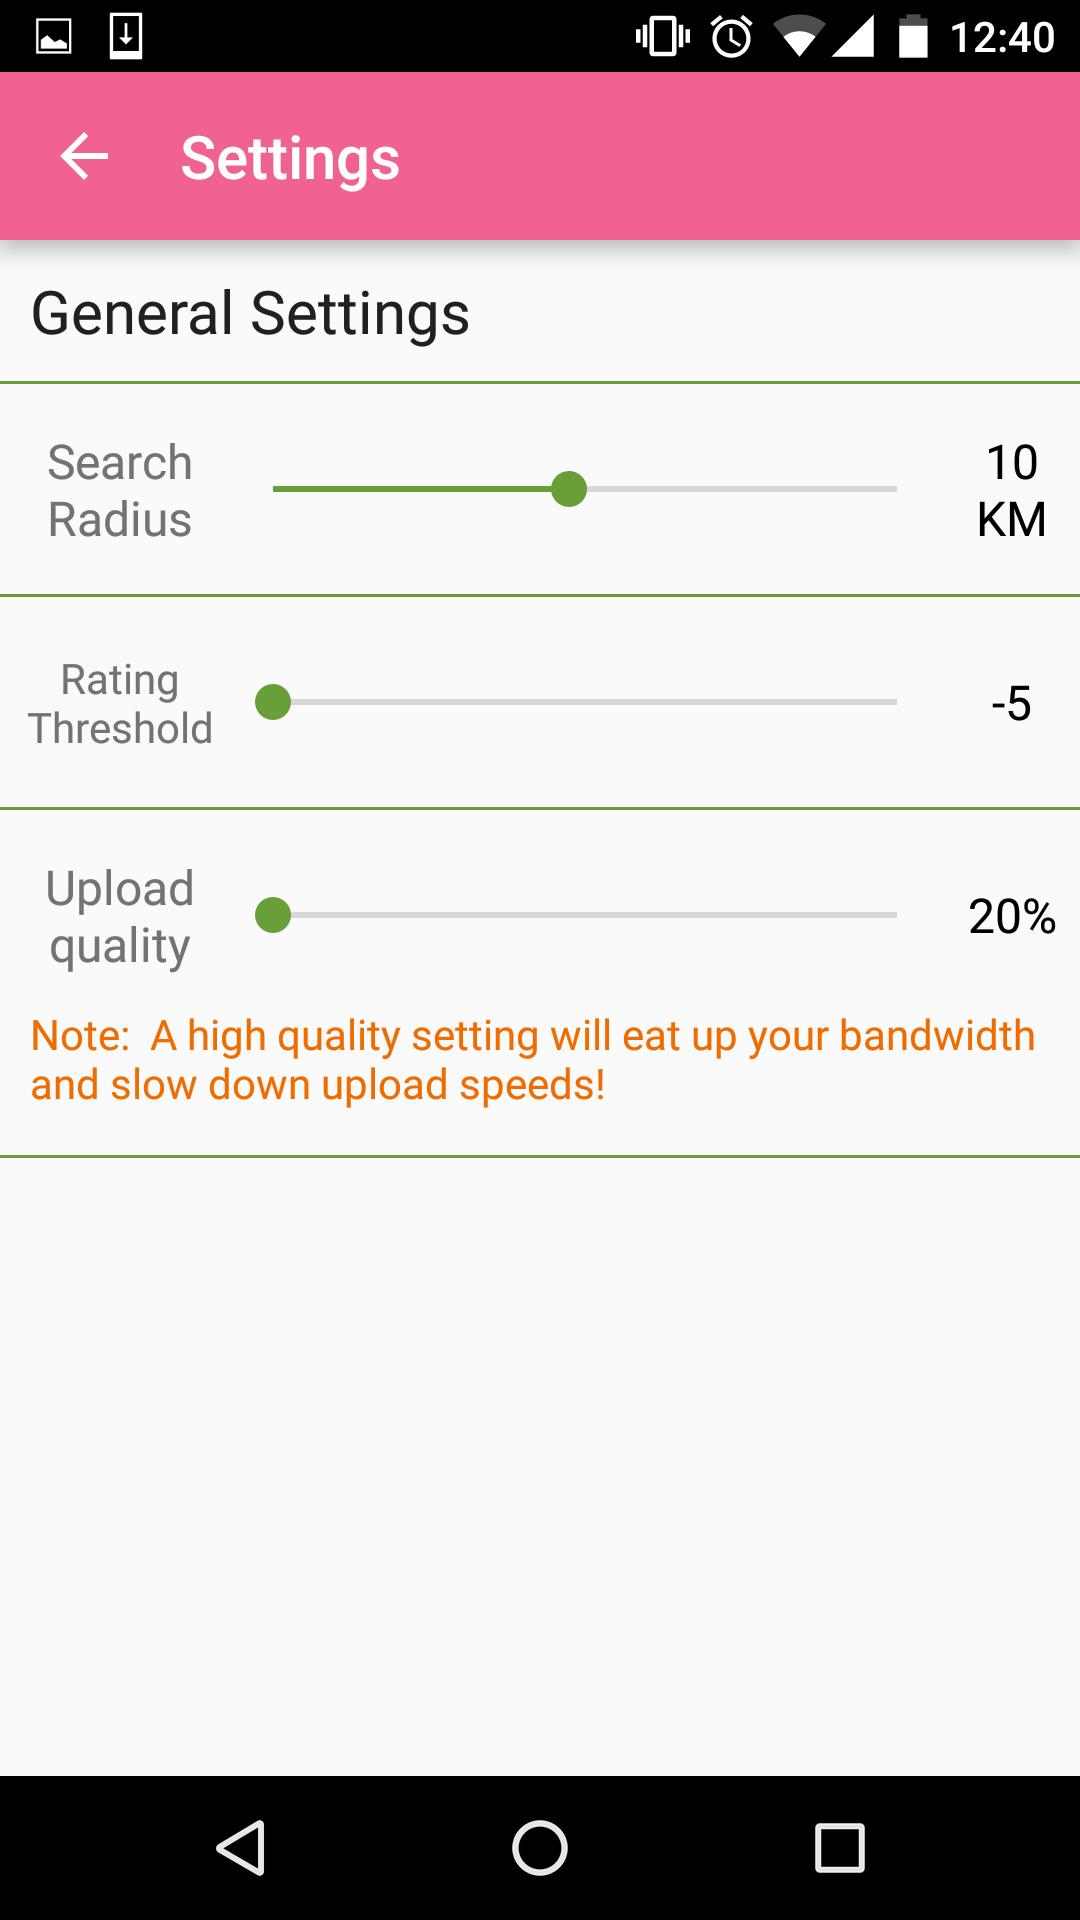 12:40
Settings
General Settings
Search
Radius
10
KM
Rating
Threshold
-5
Upload
quality
20%
Note:  A high quality setting will eat up your bandwidth
and slow down upload speeds!